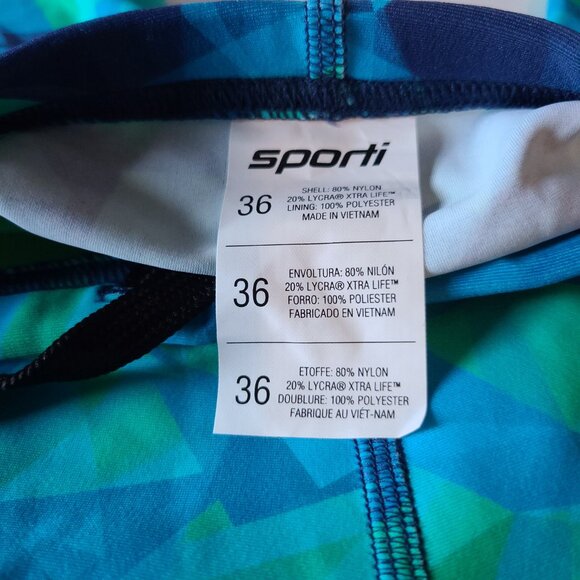 sporti
36
SHELL: 80% NYLON
20% LYCRA® XTRA LIFE™
LINING: 100% POLYESTER
MADE IN VIETNAM
36
ENVOLTURA: 80% NILÓN
20% LYCRA® XTRA LIFE™
FORRO: 100% POLIESTER
FABRICADO EN VIETNAM
36
ETOFFE: 80% NYLON
20% LYCRA® XTRA LIFE™
DOUBLURE: 100% POLYESTER
FABRIQUE AU VIÉT-NAM